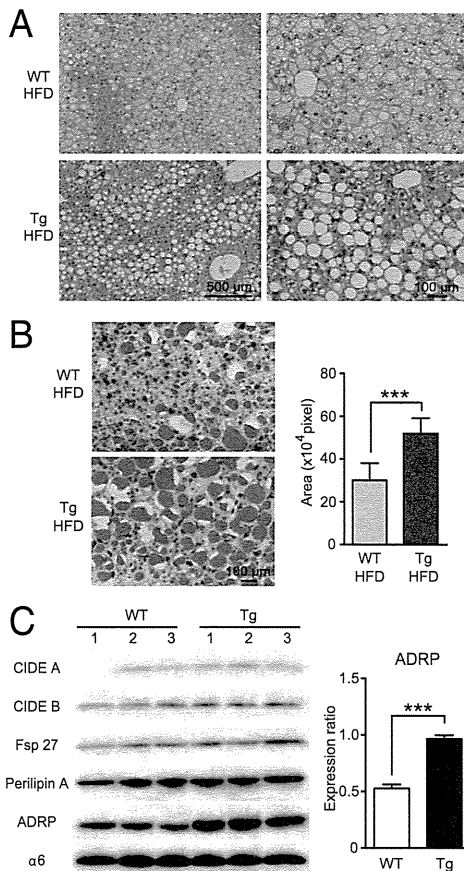 A
WT
HFD
Tg
HFD
500 µm
100 µm
B
WT
HFD
Tg
HFD
100 µm
Area (x10⁴pixel)
80
60
40
20
0
***
WT
HFD
Tg
HFD
C
WT
Tg
1 2 3 1 2 3
CIDE A
CIDE B
Fsp 27
Perilipin A
ADRP
α6
ADRP
Expression ratio
1.5
1.0
0.5
0
***
WT
Tg